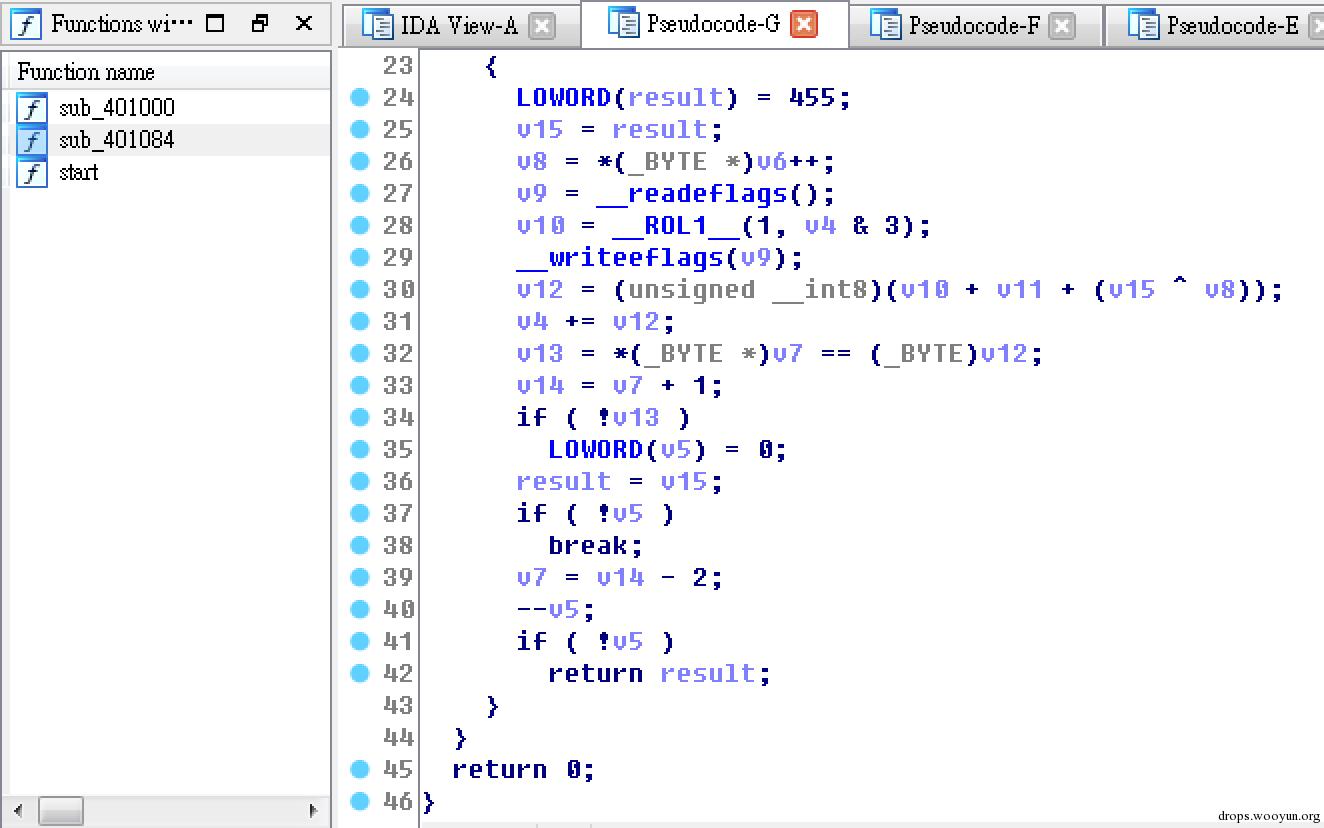 Functions wi···
IDA View-A
Pseudocode-G
Pseudocode-F
Pseudocode-E
Function name
sub_401000
sub_401084
start
23 {
24 LOWORD(result) = 455;
25 v15 = result;
26 v8 = *(_BYTE *)v6++;
27 v9 = __readeflags();
28 v10 = __ROL1__(1, v4 & 3);
29 __writeeflags(v9);
30 v12 = (unsigned __int8)(v10 + v11 + (v15 ^ v8));
31 v4 += v12;
32 v13 = *(_BYTE *)v7 == (_BYTE)v12;
33 v14 = v7 + 1;
34 if ( !v13 )
35 LOWORD(v5) = 0;
36 result = v15;
37 if ( !v5 )
38 break;
39 v7 = v14 - 2;
40 --v5;
41 if ( !v5 )
42 return result;
43 }
44 }
45 return 0;
46 }
drops.wooyun.org